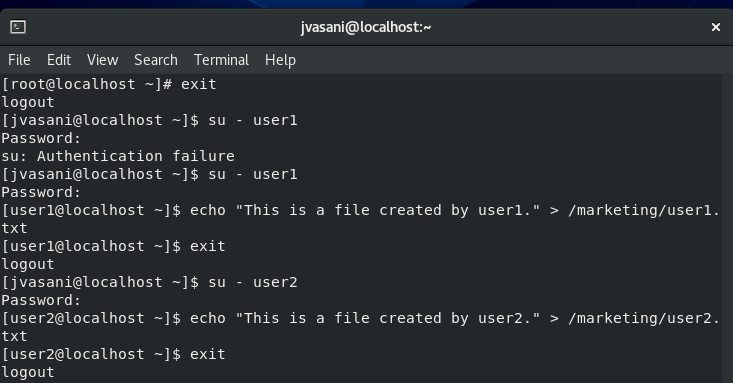 jvasani@localhost:~
File Edit View Search Terminal Help
[root@localhost ~]# exit
logout
[jvasani@localhost ~]$ su - user1
Password:
su: Authentication failure
[jvasani@localhost ~]$ su - user1
Password:
[user1@localhost ~]$ echo "This is a file created by user1." > /marketing/user1.
txt
[user1@localhost ~]$ exit
logout
[jvasani@localhost ~]$ su - user2
Password:
[user2@localhost ~]$ echo "This is a file created by user2." > /marketing/user2.
txt
[user2@localhost ~]$ exit
logout